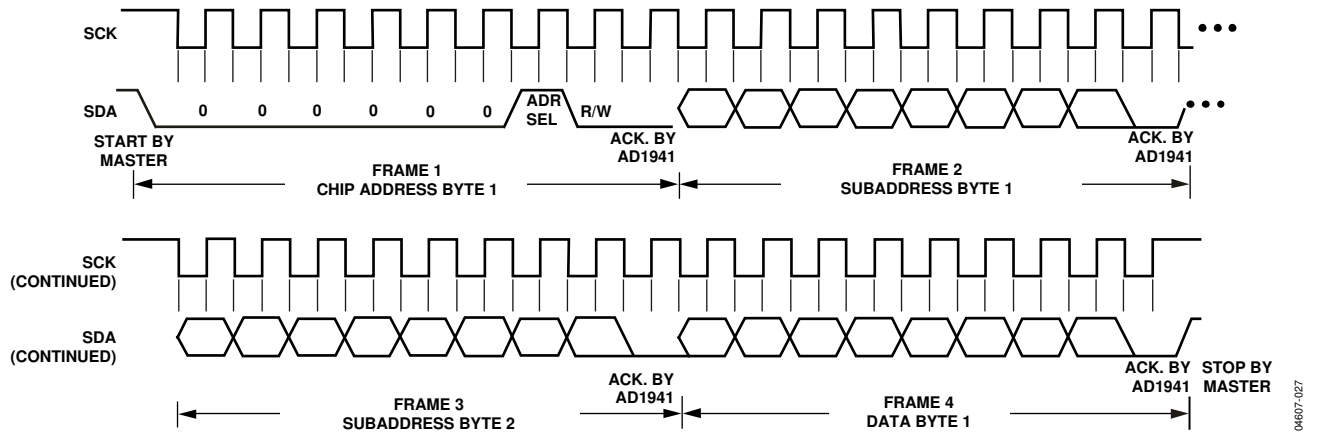 SCK
SDA
0 0 0 0 0 0
ADR
SEL
R/W
START BY
MASTER
ACK. BY
AD1941
ACK. BY
AD1941
FRAME 1
CHIP ADDRESS BYTE 1
FRAME 2
SUBADDRESS BYTE 1
SCK
(CONTINUED)
SDA
(CONTINUED)
ACK. BY
AD1941
ACK. BY
AD1941
STOP BY
MASTER
FRAME 3
SUBADDRESS BYTE 2
FRAME 4
DATA BYTE 1
04607-027